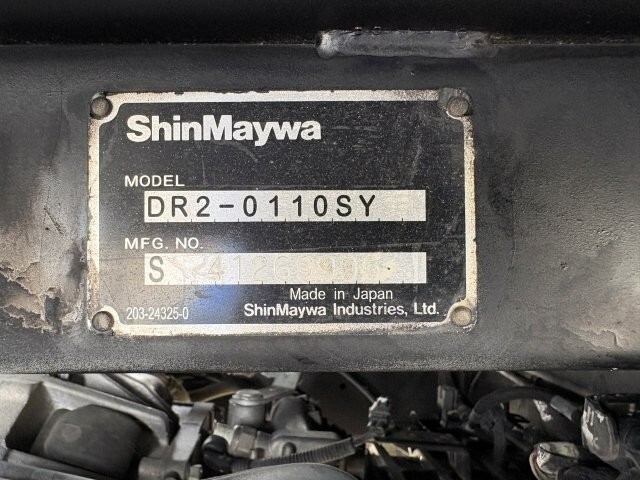 ShinMaywa
MODEL
DR2-0110SY
MFG. NO.
S
Made in Japan
203-24325-0 ShinMaywa Industries, Ltd.